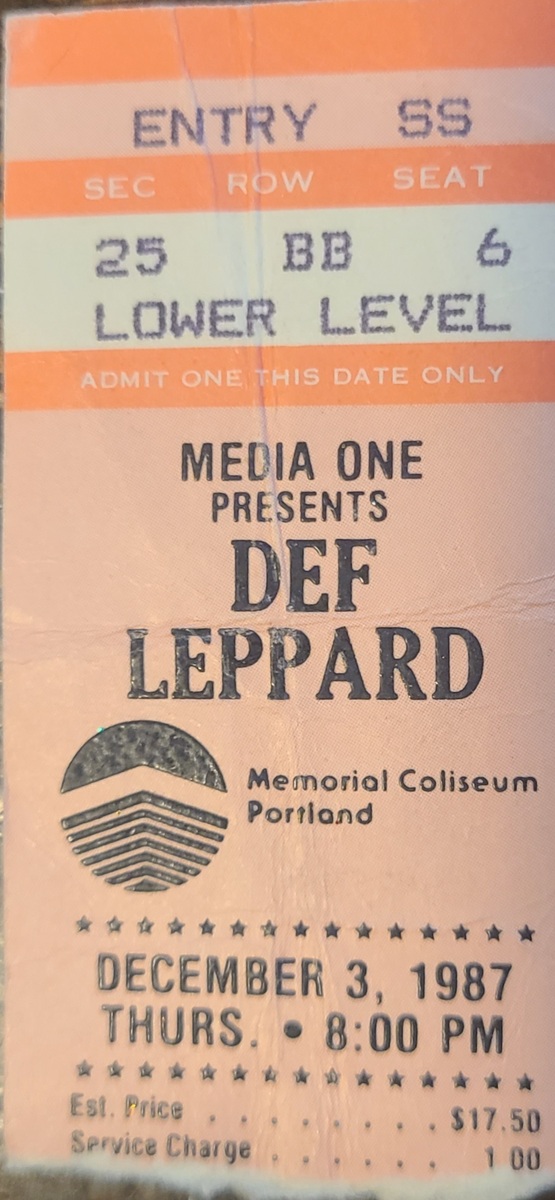 ENTRY SS
SEC ROW SEAT
25 BB 6
LOWER LEVEL
ADMIT ONE THIS DATE ONLY
MEDIA ONE
PRESENTS
DEF
LEPPARD
Memorial Coliseum
Portland
DECEMBER 3, 1987
THURS. • 8:00 PM
Est. Price . . . . . . . . $17.50
Service Charge . . . . . . 1 00